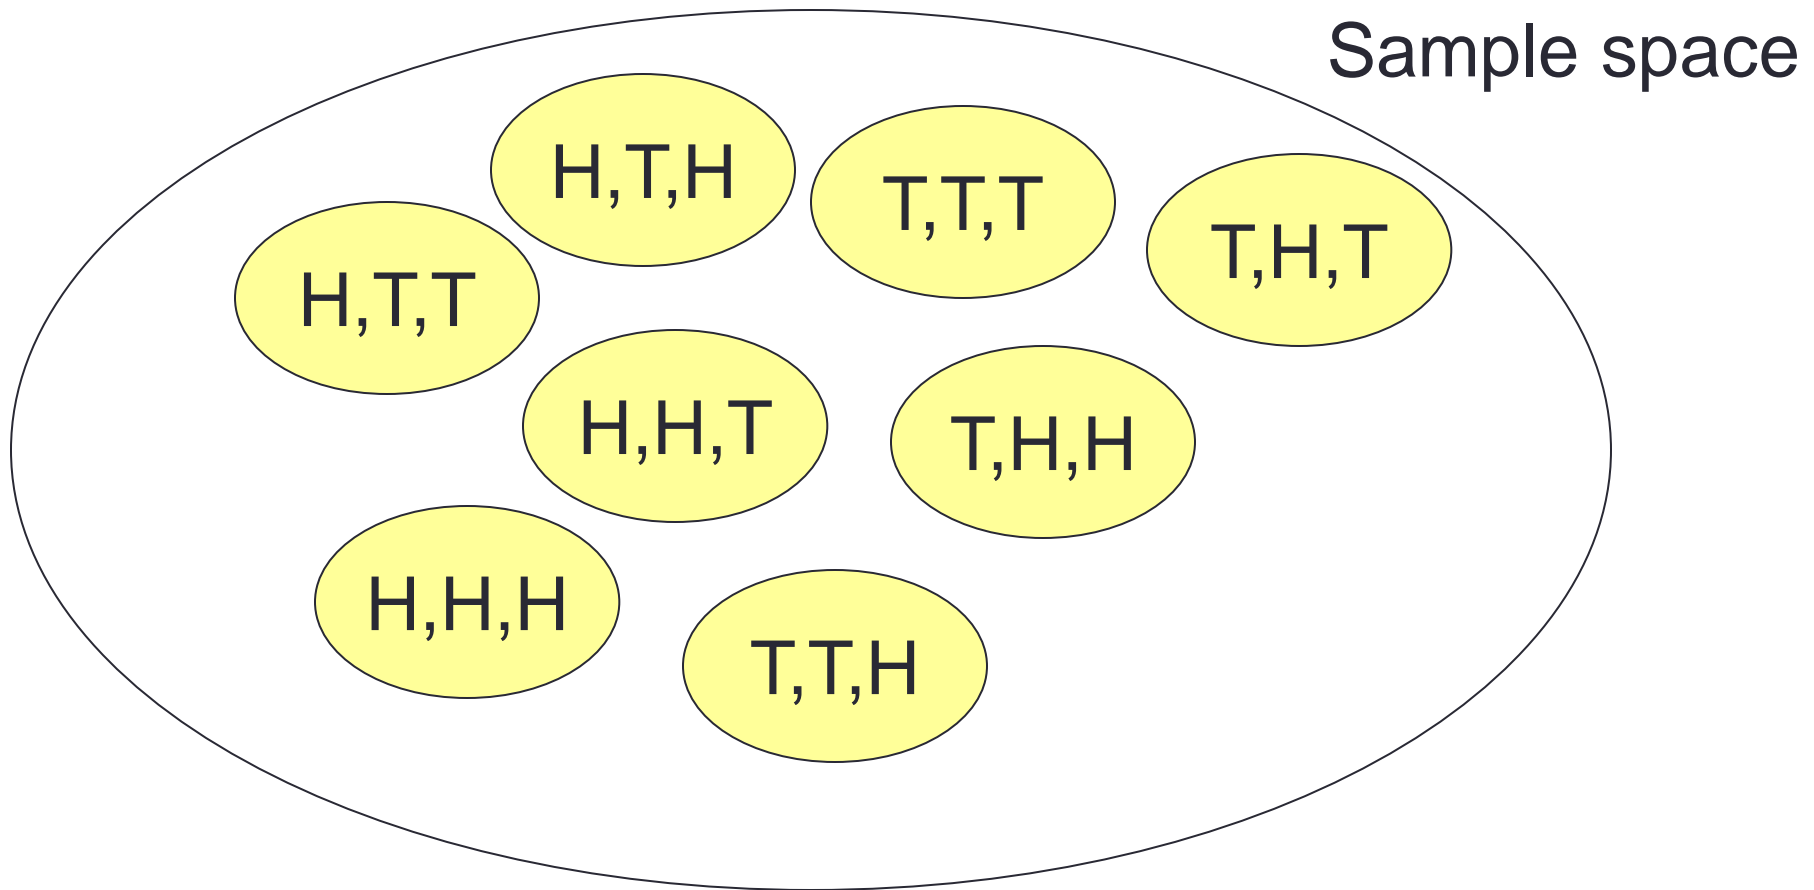 Sample space
H,T,H
T,T,T
T,H,T
H,T,T
H,H,T
T,H,H
H,H,H
T,T,H